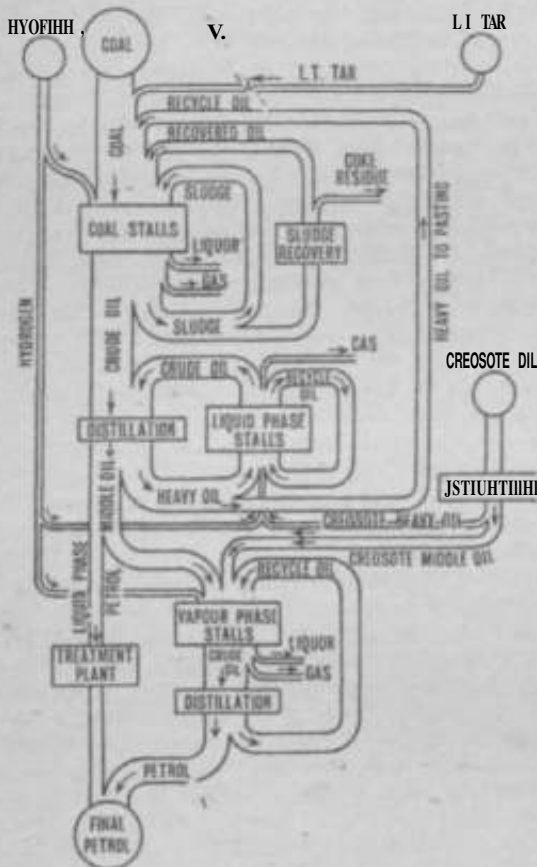 HYOFIHH ,
COAL
V.
L I TAR
L.T. TAR
RECYCLE OIL
RECOVERED OIL
COKE
RESIDUE
COAL
SLUDGE
COAL STALLS
SLUDGE
RECOVERY
LIQUOR
GAS
HEAVY OIL TO PASTING
HYDROGEN
CRUDE OIL
SLUDGE
GAS
CRUDE OIL
RECYCLE
OIL
CREOSOTE DIL
LIQUID PHASE
STALLS
DISTILLATION
MIDDLE OIL
HEAVY OIL
CREOSOTE HEAVY OIL
CREOSOTE MIDDLE OIL
RECYCLE OIL
LIQUID PHASE
PETROL
VAPOUR PHASE
STALLS
CRUDE
OIL
LIQUOR
GAS
TREATMENT
PLANT
DISTILLATION
PETROL
FINAL
PETROL